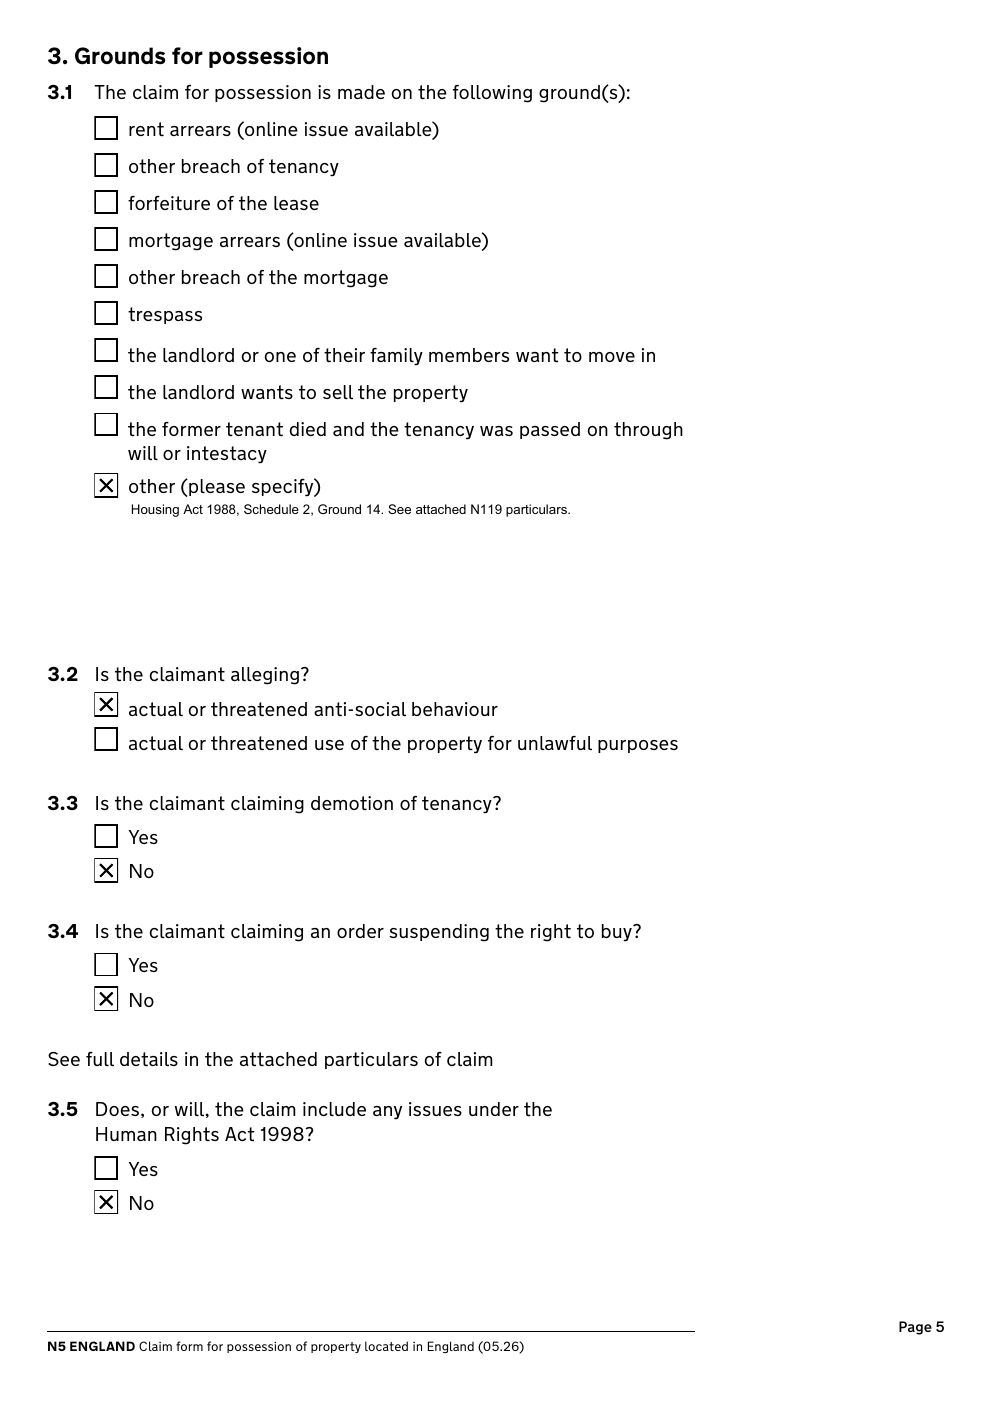 3. Grounds for possession
3.1 The claim for possession is made on the following ground(s):
rent arrears (online issue available)
other breach of tenancy
forfeiture of the lease
mortgage arrears (online issue available)
other breach of the mortgage
trespass
the landlord or one of their family members want to move in
the landlord wants to sell the property
the former tenant died and the tenancy was passed on through
will or intestacy
other (please specify)
Housing Act 1988, Schedule 2, Ground 14. See attached N119 particulars.
3.2 Is the claimant alleging?
actual or threatened anti-social behaviour
actual or threatened use of the property for unlawful purposes
3.3 Is the claimant claiming demotion of tenancy?
Yes
No
3.4 Is the claimant claiming an order suspending the right to buy?
Yes
No
See full details in the attached particulars of claim
3.5 Does, or will, the claim include any issues under the
Human Rights Act 1998?
Yes
No
Page 5
N5 ENGLAND Claim form for possession of property located in England (05.26)